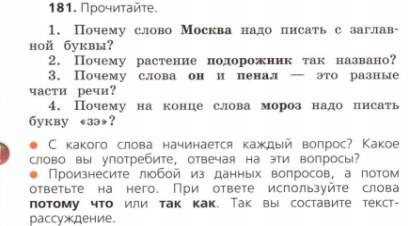 181. Прочитайте.
1. Почему слово Москва надо писать с заглав-
ной буквы?
2. Почему растение подорожник так названо?
3. Почему слова он и пенал — это разные
части речи?
4. Почему на конце слова мороз надо писать
букву «зэ»?
● С какого слова начинается каждый вопрос? Какое
слово вы употребите, отвечая на эти вопросы?
● Произнесите любой из данных вопросов, а потом
ответьте на него. При ответе используйте слова
потому что или так как. Так вы составите текст-
рассуждение.